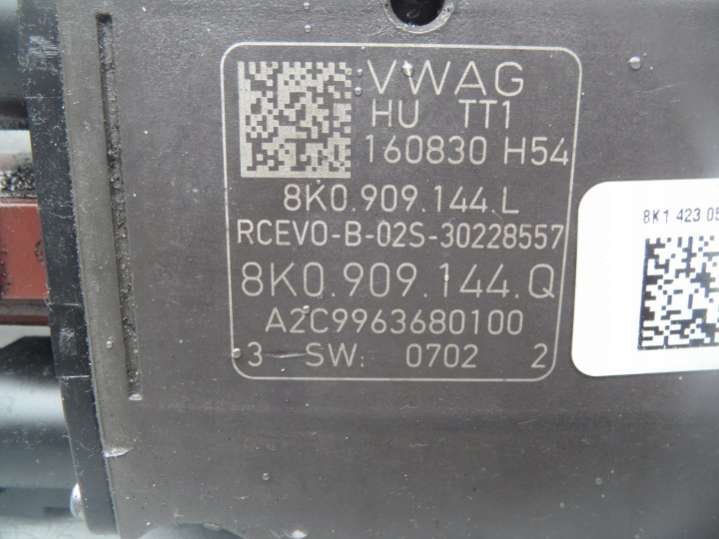 VWAG
HU TT1
160830 H54
8K0.909.144.L
RCEVO-B-02S-30228557
8K0.909.144.Q
A2C9963680100
3 SW: 0702 2
8K1 423 05